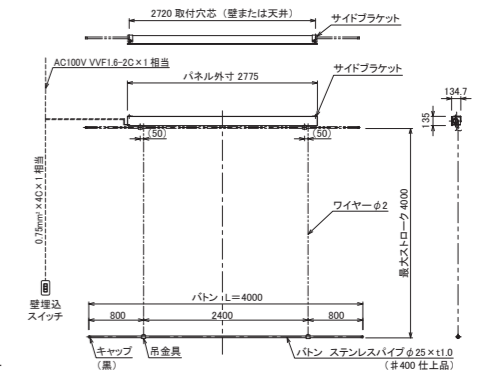 2720 取付穴芯 (壁または天井)
サイドブラケット
AC100V VVF1.6-2C×1 相当
パネル外寸 2775
サイドブラケット
134.7
135
(50)
(50)
0.75mm²×4C×1 相当
ワイヤーφ2
最大ストローク 4000
壁埋込
スイッチ
バトン L=4000
800
2400
800
キャップ
(黒)
吊金具
バトン ステンレスパイプφ25×t1.0
(#400 仕上品)